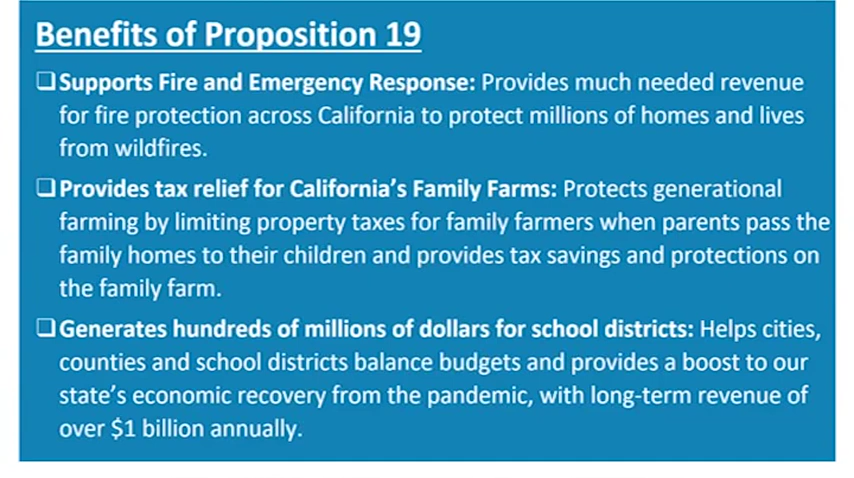 Benefits of Proposition 19
❑Supports Fire and Emergency Response: Provides much needed revenue
for fire protection across California to protect millions of homes and lives
from wildfires.
❑Provides tax relief for California’s Family Farms: Protects generational
farming by limiting property taxes for family farmers when parents pass the
family homes to their children and provides tax savings and protections on
the family farm.
❑Generates hundreds of millions of dollars for school districts: Helps cities,
counties and school districts balance budgets and provides a boost to our
state’s economic recovery from the pandemic, with long-term revenue of
over $1 billion annually.